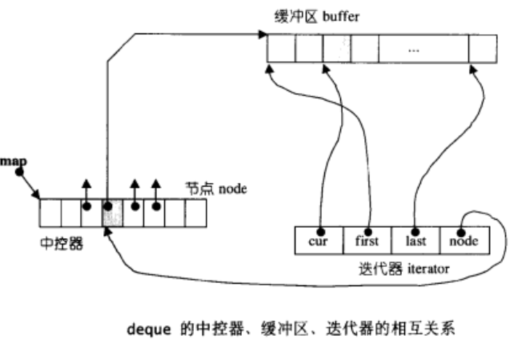 缓冲区 buffer
...
map
节点 node
中控器
cur first last node
迭代器 iterator
deque 的中控器、缓冲区、迭代器的相互关系